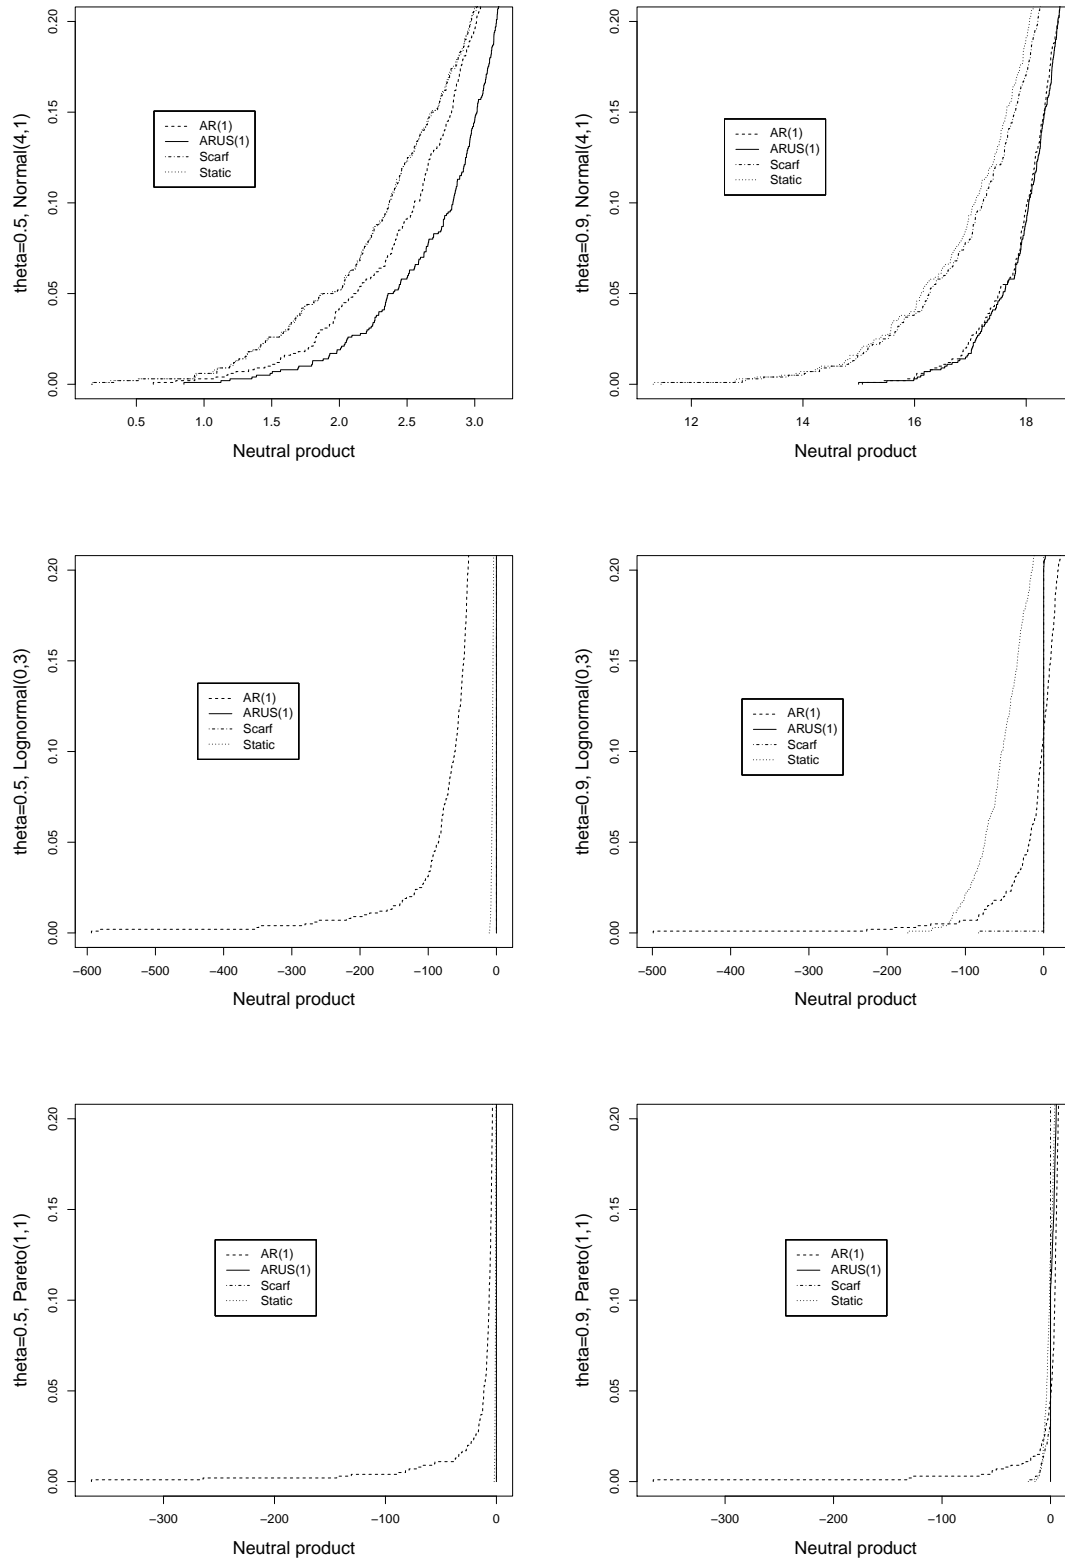 theta=0.5, Normal(4,1)
0.00 0.05 0.10 0.15 0.20
AR(1)
ARUS(1)
Scarf
Static
0.5 1.0 1.5 2.0 2.5 3.0
Neutral product
theta=0.9, Normal(4,1)
0.00 0.05 0.10 0.15 0.20
AR(1)
ARUS(1)
Scarf
Static
12 14 16 18
Neutral product
theta=0.5, Lognormal(0,3)
0.00 0.05 0.10 0.15 0.20
AR(1)
ARUS(1)
Scarf
Static
−600 −500 −400 −300 −200 −100 0
Neutral product
theta=0.9, Lognormal(0,3)
0.00 0.05 0.10 0.15 0.20
AR(1)
ARUS(1)
Scarf
Static
−500 −400 −300 −200 −100 0
Neutral product
theta=0.5, Pareto(1,1)
0.00 0.05 0.10 0.15 0.20
AR(1)
ARUS(1)
Scarf
Static
−300 −200 −100 0
Neutral product
theta=0.9, Pareto(1,1)
0.00 0.05 0.10 0.15 0.20
AR(1)
ARUS(1)
Scarf
Static
−300 −200 −100 0
Neutral product